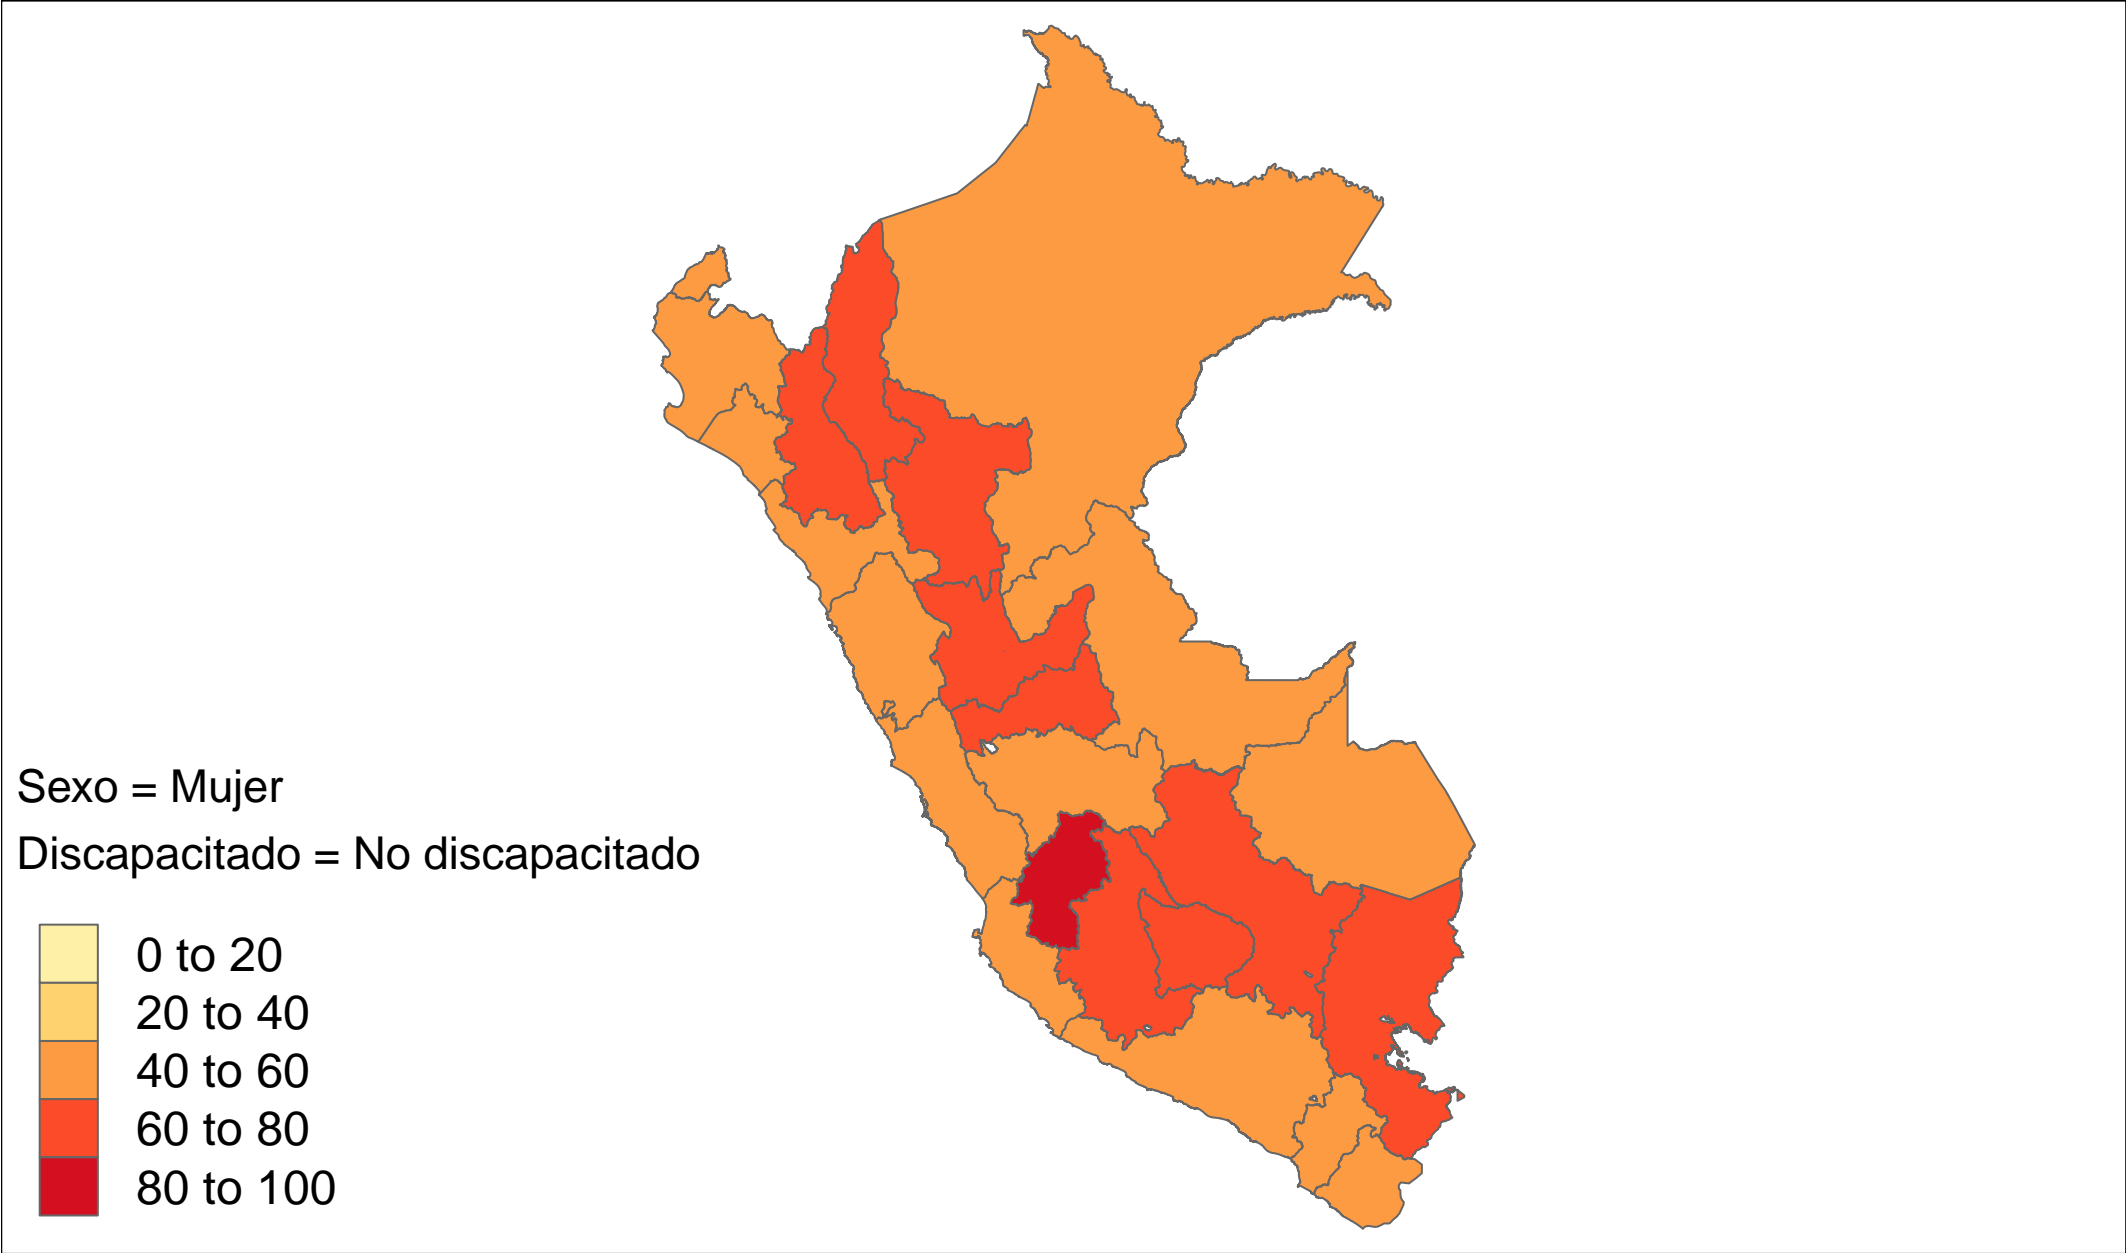 Sexo = Mujer
Discapacitado = No discapacitado
0 to 20
20 to 40
40 to 60
60 to 80
80 to 100